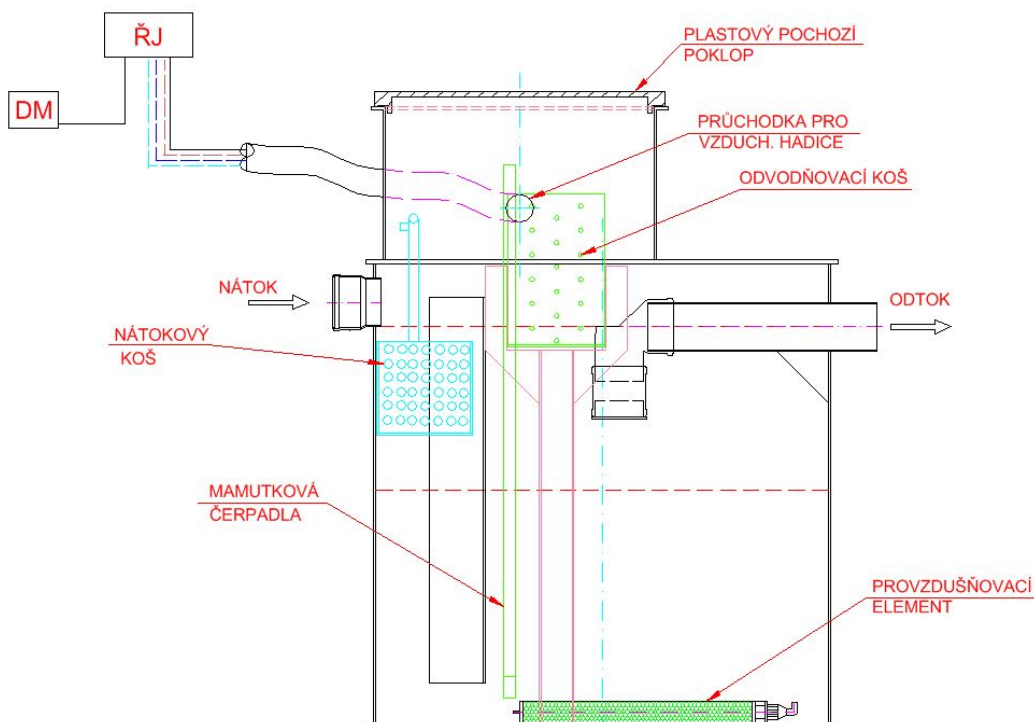 ŘJ
DM
PLASTOVÝ POCHOZÍ
POKLOP
PRŮCHODKA PRO
VZDUCH. HADICE
ODVODŇOVACÍ KOŠ
NÁTOK
ODTOK
NÁTOKOVÝ
KOŠ
MAMUTKOVÁ
ČERPADLA
PROVZDUŠŇOVACÍ
ELEMENT